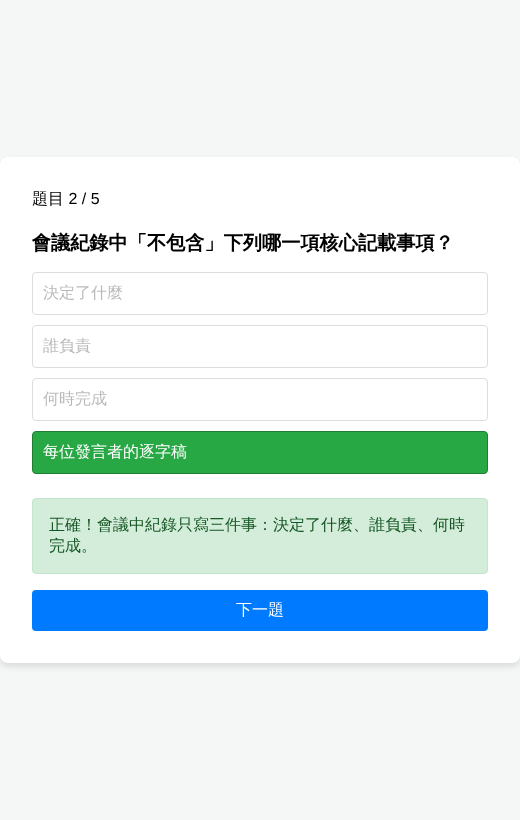 題目 2 / 5
會議紀錄中「不包含」下列哪一項核心記載事項？
決定了什麼
誰負責
何時完成
每位發言者的逐字稿
正確！會議中紀錄只寫三件事：決定了什麼、誰負責、何時
完成。
下一題